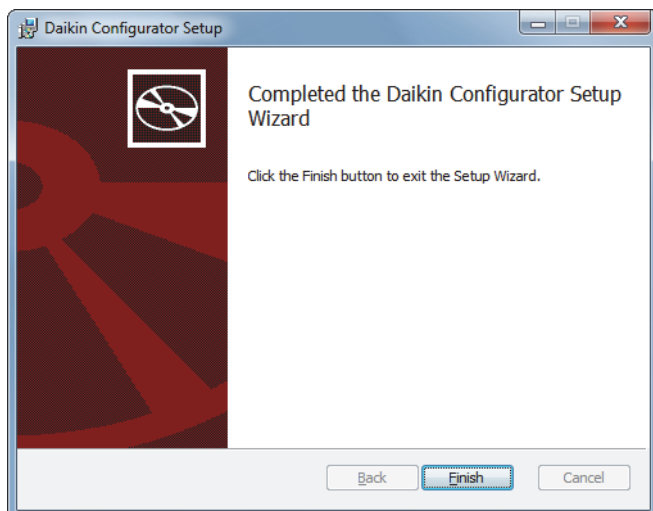 Daikin Configurator Setup
Completed the Daikin Configurator Setup
Wizard
Click the Finish button to exit the Setup Wizard.
Back
Finish
Cancel